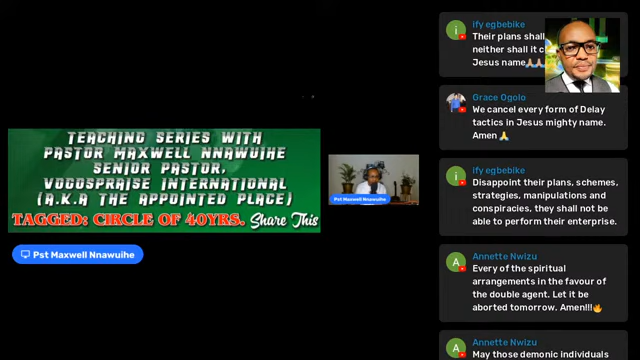 TEACHING SERIES WITH
PASTOR MAXWELL NNAWUIHE
SENIOR PASTOR,
VOGOSPRAISE INTERNATIONAL
(A.K.A THE APPOINTED PLACE)
TAGGED: CIRCLE OF 40YRS. Share This
Pst Maxwell Nnawuihe
Pst Maxwell Nnawuihe
ify egbebike
Their plans shall
neither shall it c
Jesus name🙏🙏
Grace Ogolo
We cancel every form of Delay
tactics in Jesus mighty name.
Amen 🙏
ify egbebike
Disappoint their plans, schemes,
strategies, manipulations and
conspiracies, they shall not be
able to perform their enterprise.
Annette Nwizu
Every of the spiritual
arrangements in the favour of
the double agent. Let it be
aborted tomorrow. Amen!!!🔥
Annette Nwizu
May those demonic individuals